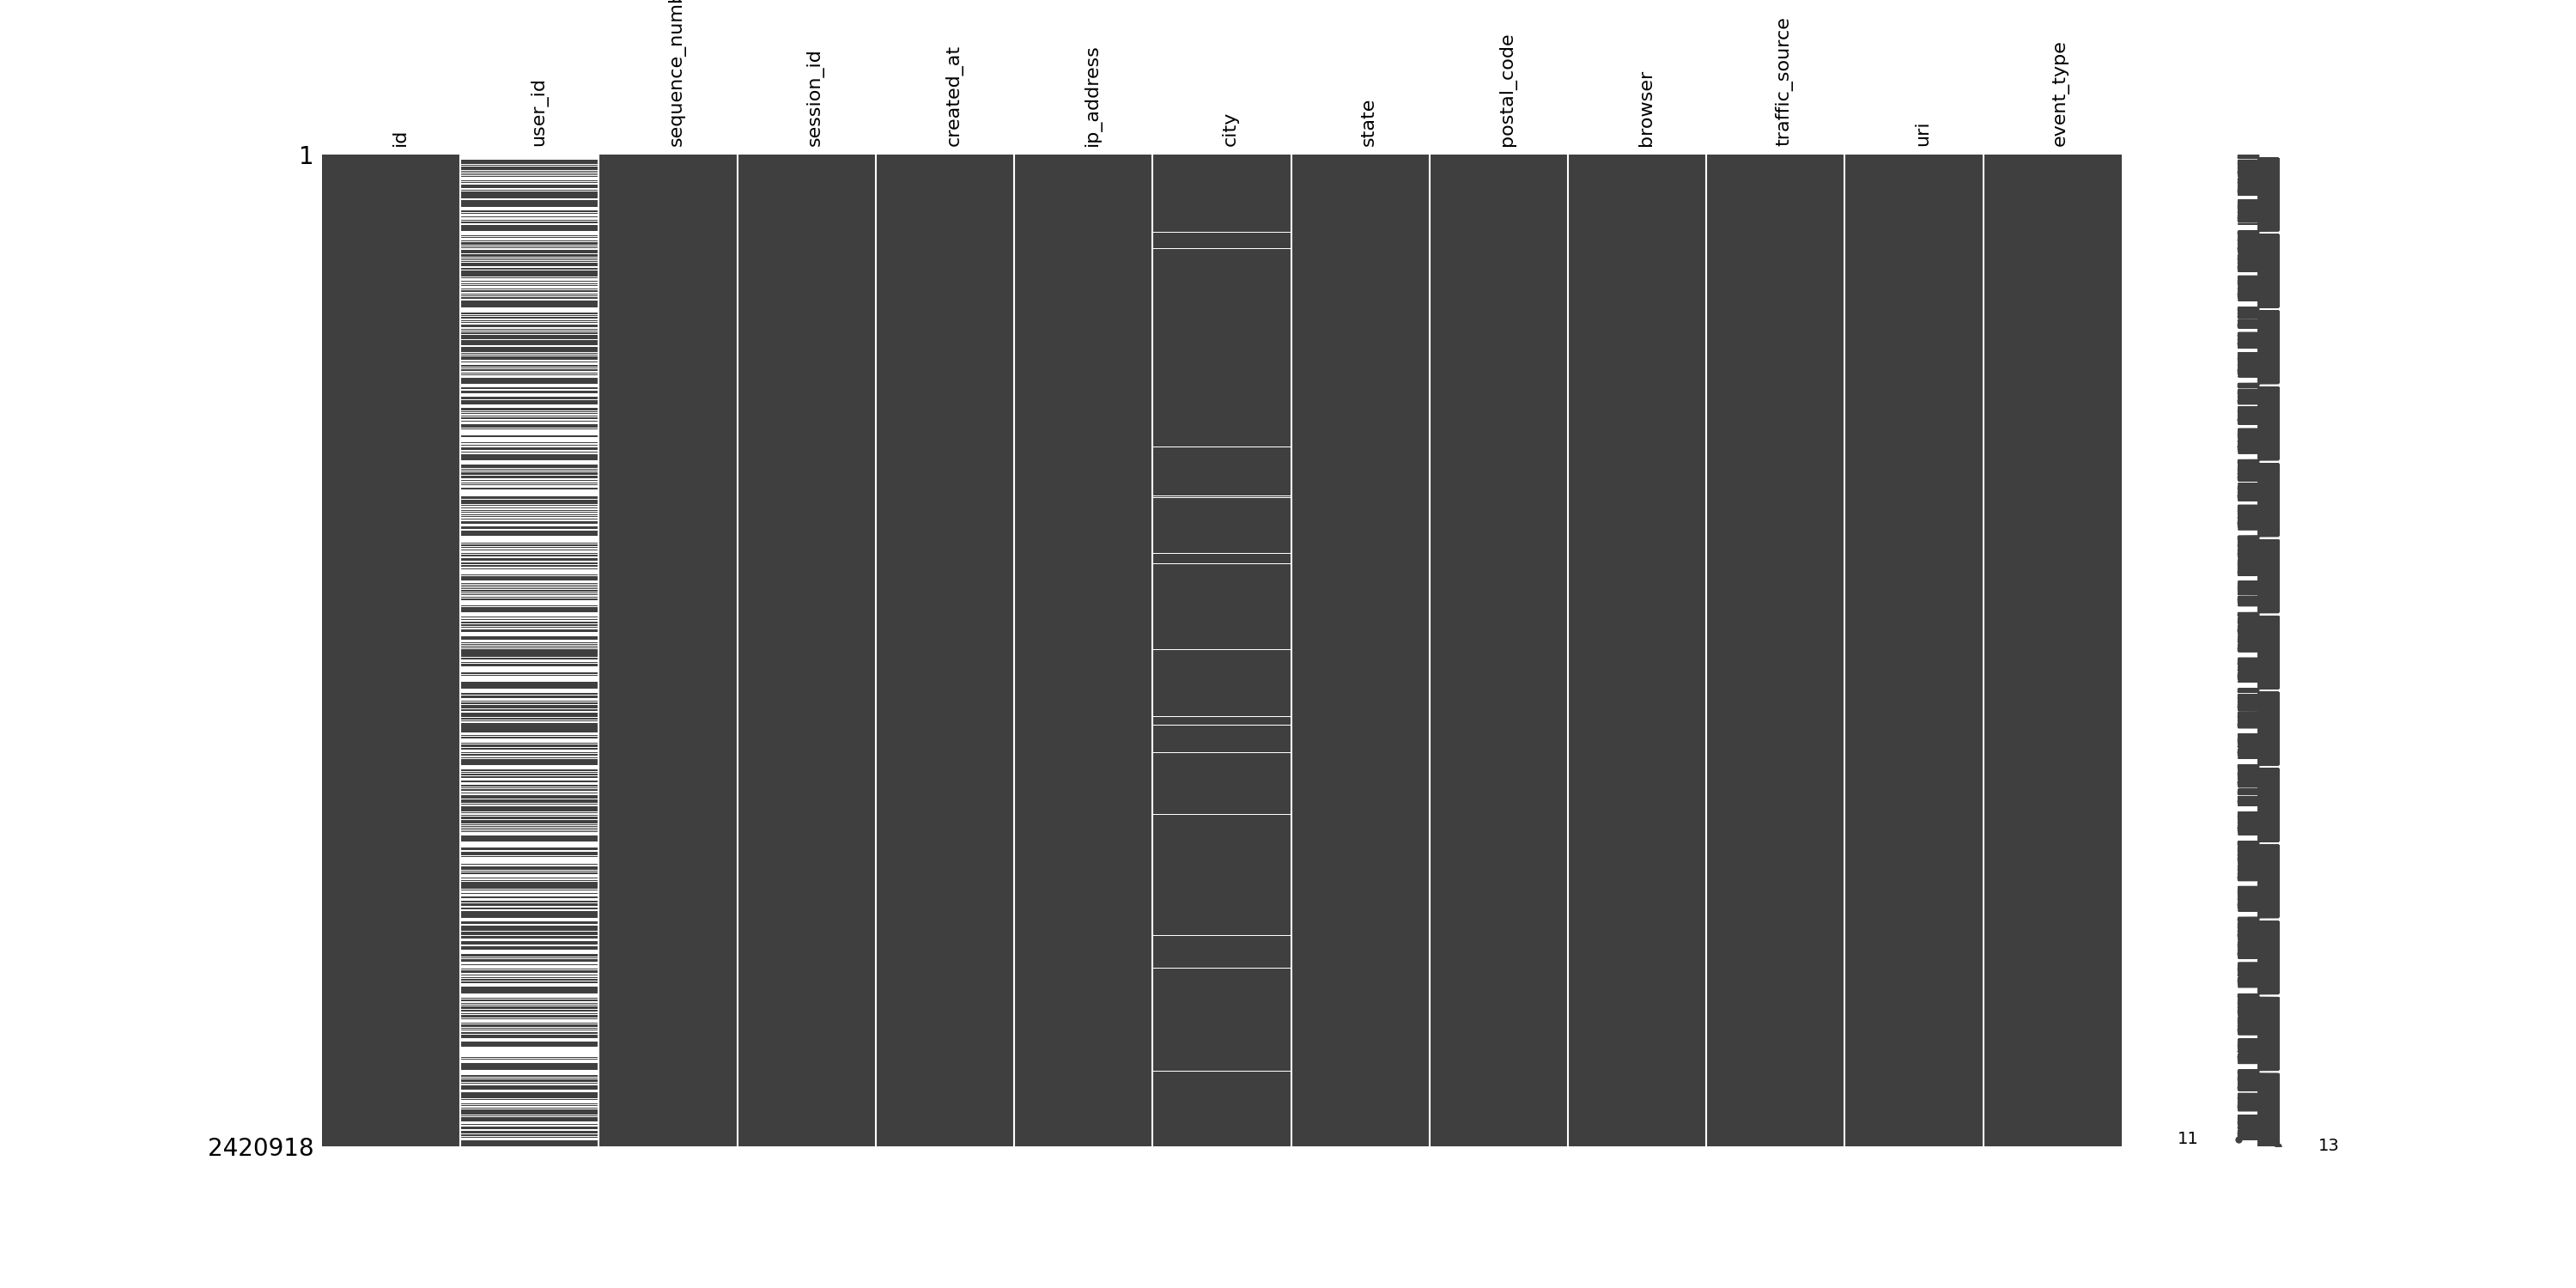 id
user_id
sequence_numb
session_id
created_at
ip_address
city
state
postal_code
browser
traffic_source
uri
event_type
1
2420918
11
13